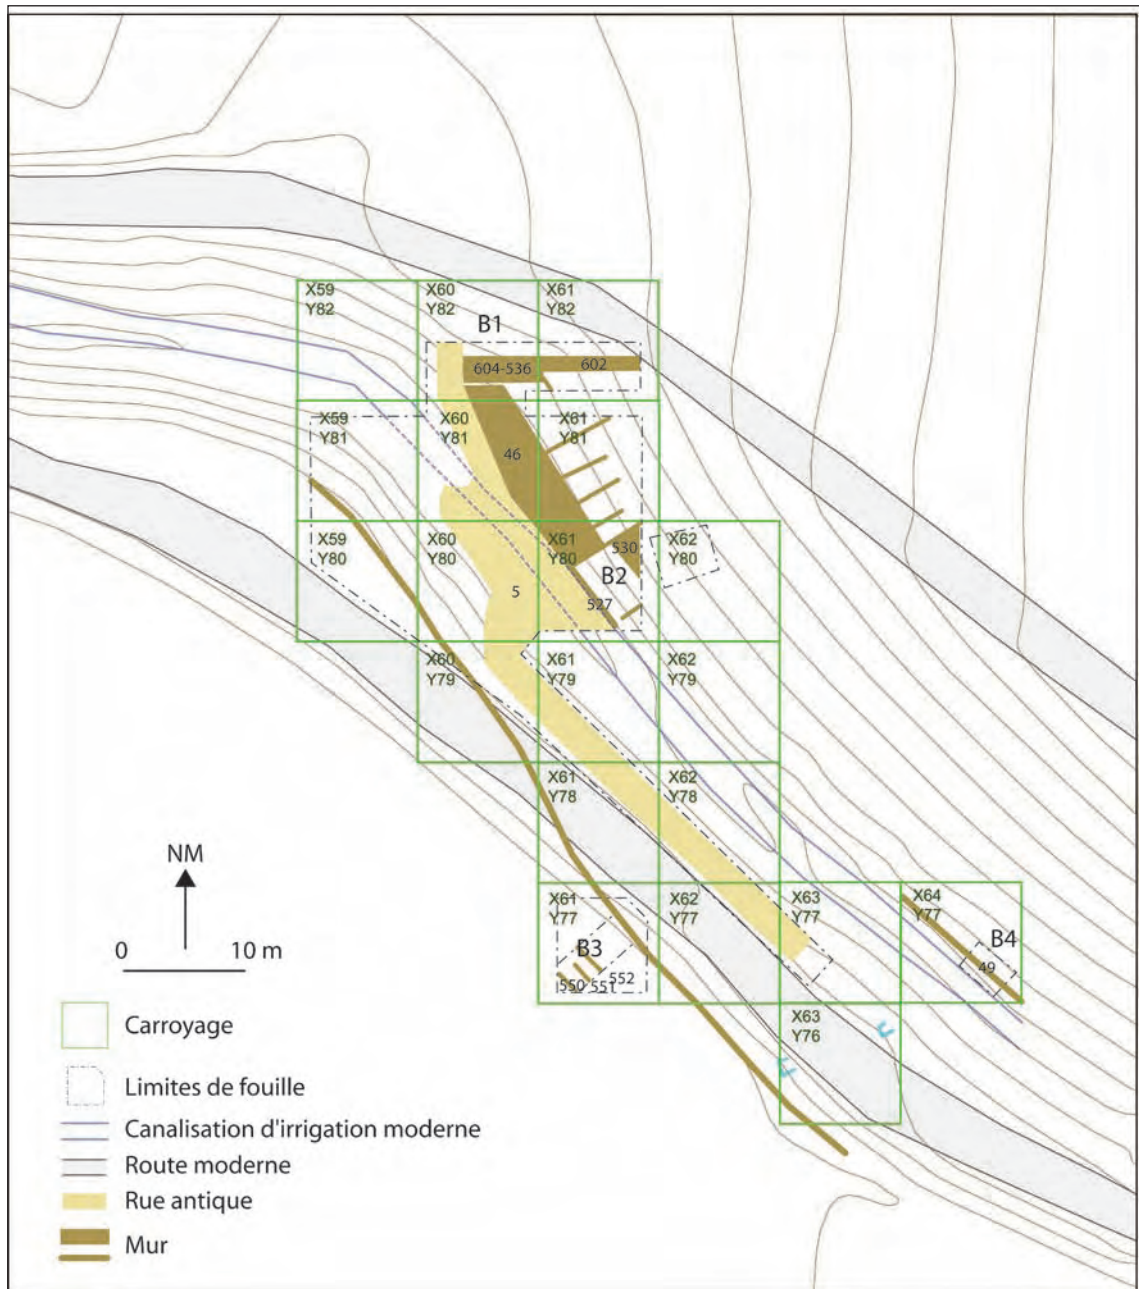 X59
Y82
X60
Y82
X61
Y82
B1
604-536
602
X59
Y81
X60
Y81
X61
Y81
46
X59
Y80
X60
Y80
X61
Y80
530
X62
Y80
B2
5
527
X60
Y79
X61
Y79
X62
Y79
X61
Y78
X62
Y78
NM
0 10 m
X61
Y77
X62
Y77
X63
Y77
X64
Y77
B3
B4
49
550 551 552
X63
Y76
Carroyage
Limites de fouille
Canalisation d'irrigation moderne
Route moderne
Rue antique
Mur